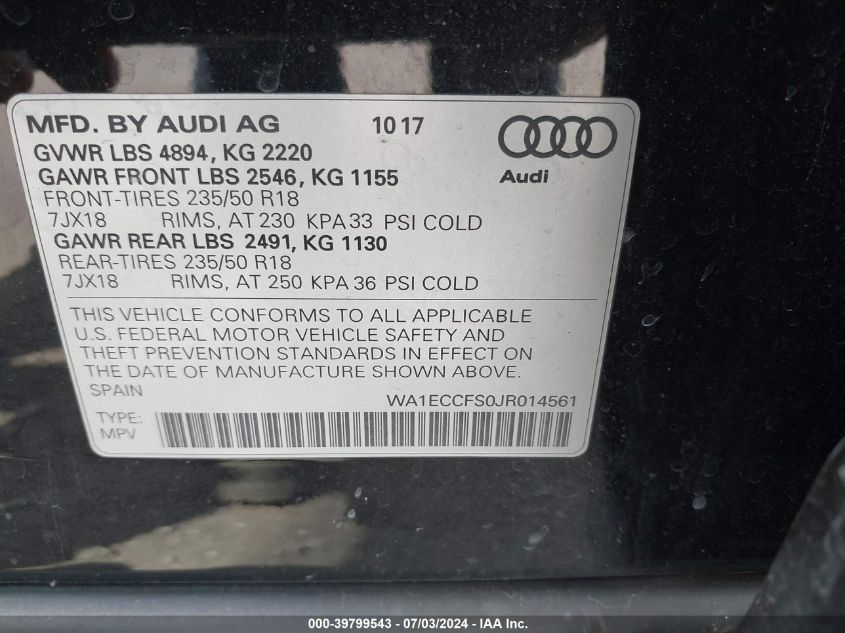 MFD. BY AUDI AG 10 17
GVWR LBS 4894, KG 2220
GAWR FRONT LBS 2546, KG 1155
Audi
FRONT-TIRES 235/50 R18
7JX18 RIMS, AT 230 KPA 33 PSI COLD
GAWR REAR LBS 2491, KG 1130
REAR-TIRES 235/50 R18
7JX18 RIMS, AT 250 KPA 36 PSI COLD
THIS VEHICLE CONFORMS TO ALL APPLICABLE
U.S. FEDERAL MOTOR VEHICLE SAFETY AND
THEFT PREVENTION STANDARDS IN EFFECT ON
THE DATE OF MANUFACTURE SHOWN ABOVE.
SPAIN
WA1ECCFS0JR014561
TYPE:
MPV
000-39799543 - 07/03/2024 - IAA Inc.